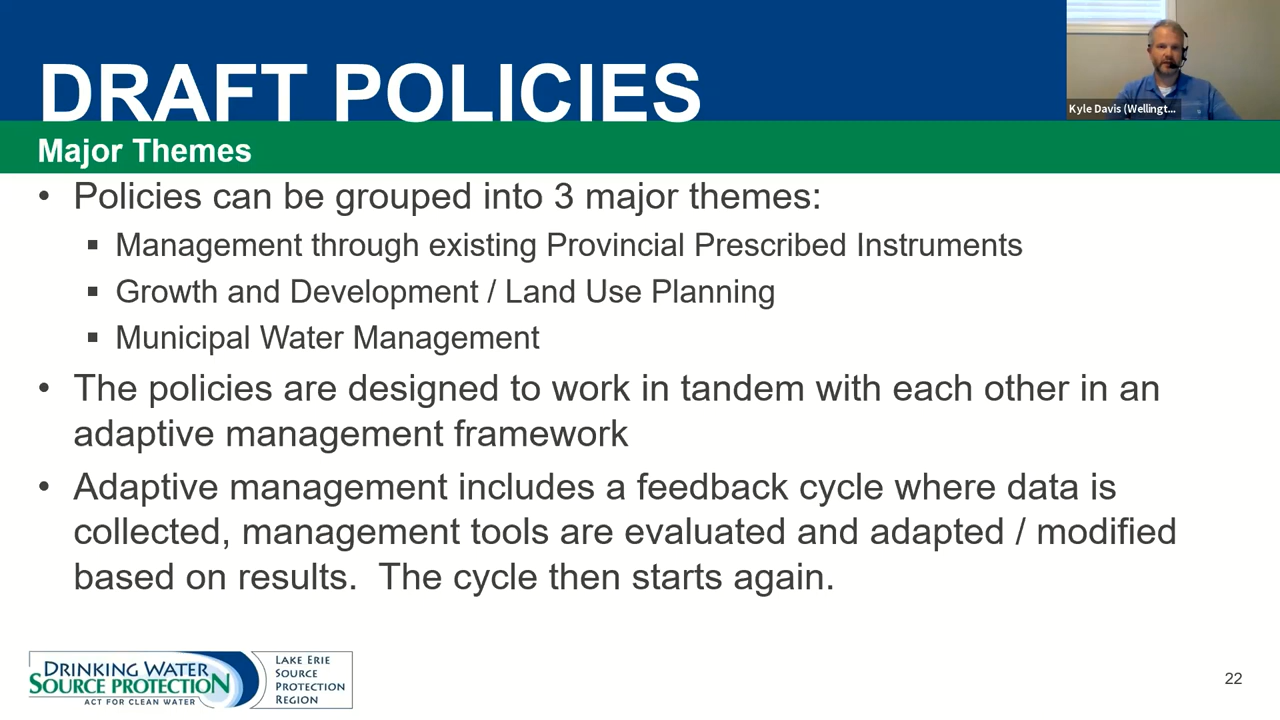 DRAFT POLICIES
Kyle Davis (Wellingt...
Major Themes
• Policies can be grouped into 3 major themes:
▪ Management through existing Provincial Prescribed Instruments
▪ Growth and Development / Land Use Planning
▪ Municipal Water Management
• The policies are designed to work in tandem with each other in an
adaptive management framework
• Adaptive management includes a feedback cycle where data is
collected, management tools are evaluated and adapted / modified
based on results.  The cycle then starts again.
DRINKING WATER
SOURCE PROTECTION
ACT FOR CLEAN WATER
LAKE ERIE
SOURCE
PROTECTION
REGION
22